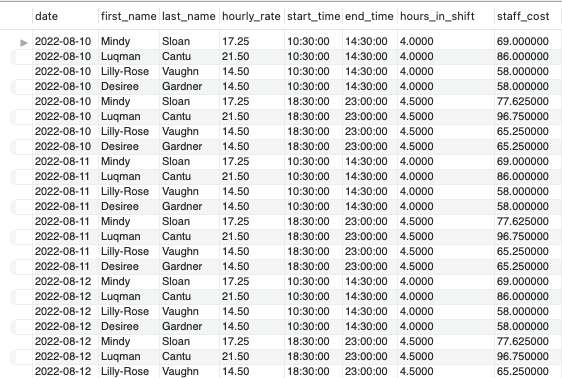 date first_name last_name hourly_rate start_time end_time hours_in_shift staff_cost
2022-08-10 Mindy Sloan 17.25 10:30:00 14:30:00 4.0000 69.000000
2022-08-10 Luqman Cantu 21.50 10:30:00 14:30:00 4.0000 86.000000
2022-08-10 Lilly-Rose Vaughn 14.50 10:30:00 14:30:00 4.0000 58.000000
2022-08-10 Desiree Gardner 14.50 10:30:00 14:30:00 4.0000 58.000000
2022-08-10 Mindy Sloan 17.25 18:30:00 23:00:00 4.5000 77.625000
2022-08-10 Luqman Cantu 21.50 18:30:00 23:00:00 4.5000 96.750000
2022-08-10 Lilly-Rose Vaughn 14.50 18:30:00 23:00:00 4.5000 65.250000
2022-08-10 Desiree Gardner 14.50 18:30:00 23:00:00 4.5000 65.250000
2022-08-11 Mindy Sloan 17.25 10:30:00 14:30:00 4.0000 69.000000
2022-08-11 Luqman Cantu 21.50 10:30:00 14:30:00 4.0000 86.000000
2022-08-11 Lilly-Rose Vaughn 14.50 10:30:00 14:30:00 4.0000 58.000000
2022-08-11 Desiree Gardner 14.50 10:30:00 14:30:00 4.0000 58.000000
2022-08-11 Mindy Sloan 17.25 18:30:00 23:00:00 4.5000 77.625000
2022-08-11 Luqman Cantu 21.50 18:30:00 23:00:00 4.5000 96.750000
2022-08-11 Lilly-Rose Vaughn 14.50 18:30:00 23:00:00 4.5000 65.250000
2022-08-11 Desiree Gardner 14.50 18:30:00 23:00:00 4.5000 65.250000
2022-08-12 Mindy Sloan 17.25 10:30:00 14:30:00 4.0000 69.000000
2022-08-12 Luqman Cantu 21.50 10:30:00 14:30:00 4.0000 86.000000
2022-08-12 Lilly-Rose Vaughn 14.50 10:30:00 14:30:00 4.0000 58.000000
2022-08-12 Desiree Gardner 14.50 10:30:00 14:30:00 4.0000 58.000000
2022-08-12 Mindy Sloan 17.25 18:30:00 23:00:00 4.5000 77.625000
2022-08-12 Luqman Cantu 21.50 18:30:00 23:00:00 4.5000 96.750000
2022-08-12 Lilly-Rose Vaughn 14.50 18:30:00 23:00:00 4.5000 65.250000